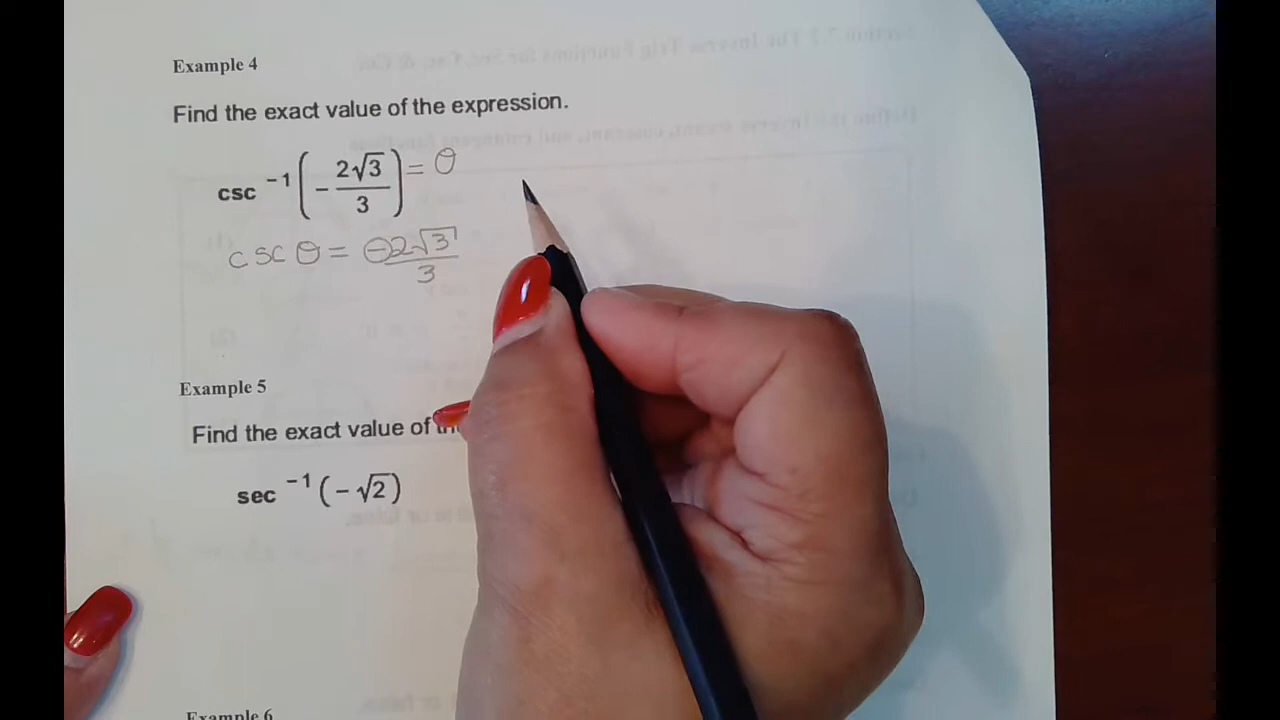 Example 4
Find the exact value of the expression.
csc ⁻¹(−2√3/3) = θ
csc θ = −2√3/3
Example 5
Find the exact value of
sec ⁻¹(−√2)
Example 6